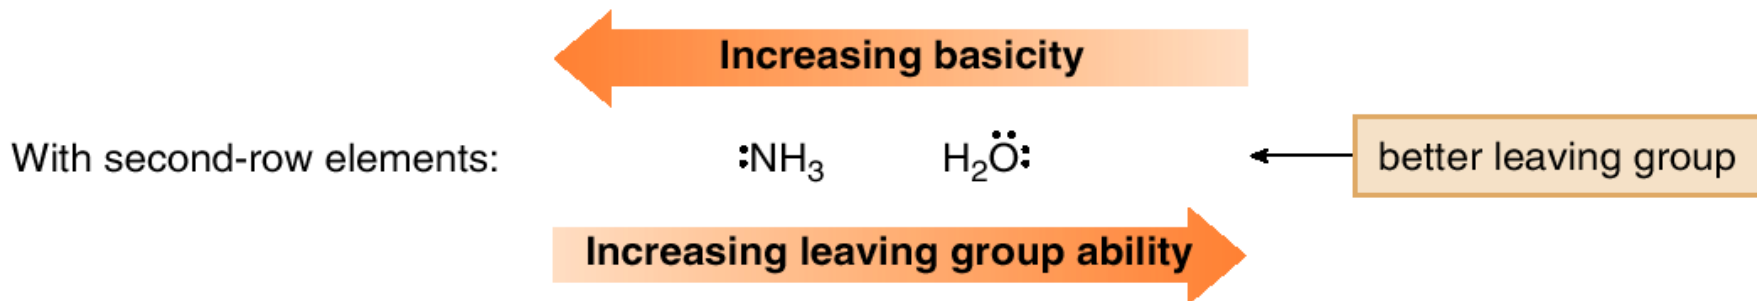 Increasing basicity
With second-row elements: :NH₃ H₂Ö: better leaving group
Increasing leaving group ability